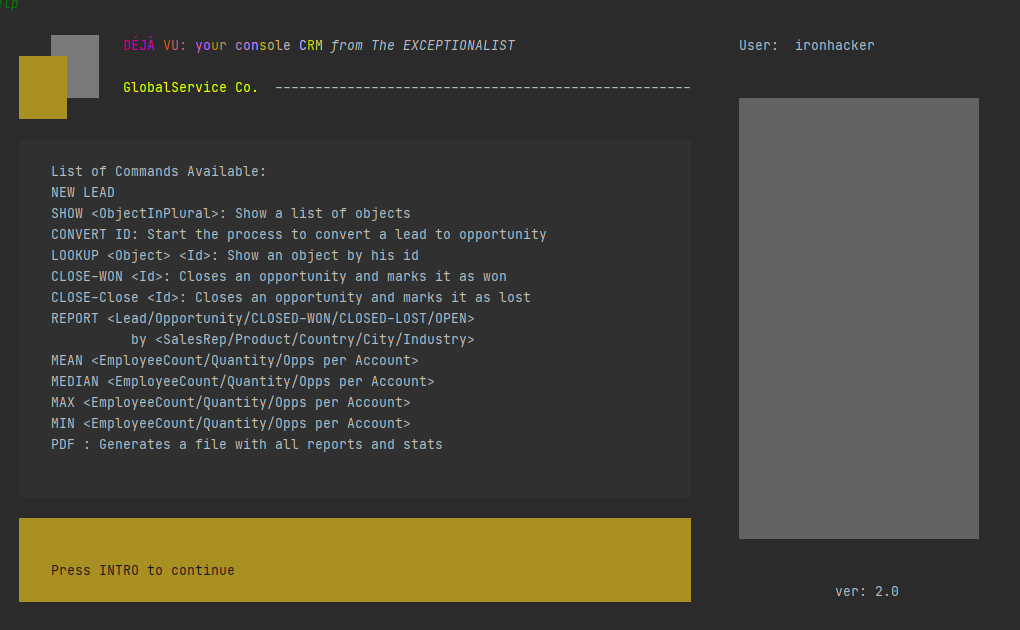 DÉJÀ VU: your console CRM from The EXCEPTIONALIST
User: ironhacker
GlobalService Co. ----------------------------------------------------
List of Commands Available:
NEW LEAD
SHOW <ObjectInPlural>: Show a list of objects
CONVERT ID: Start the process to convert a lead to opportunity
LOOKUP <Object> <Id>: Show an object by his id
CLOSE-WON <Id>: Closes an opportunity and marks it as won
CLOSE-Close <Id>: Closes an opportunity and marks it as lost
REPORT <Lead/Opportunity/CLOSED-WON/CLOSED-LOST/OPEN>
by <SalesRep/Product/Country/City/Industry>
MEAN <EmployeeCount/Quantity/Opps per Account>
MEDIAN <EmployeeCount/Quantity/Opps per Account>
MAX <EmployeeCount/Quantity/Opps per Account>
MIN <EmployeeCount/Quantity/Opps per Account>
PDF : Generates a file with all reports and stats
Press INTRO to continue
ver: 2.0